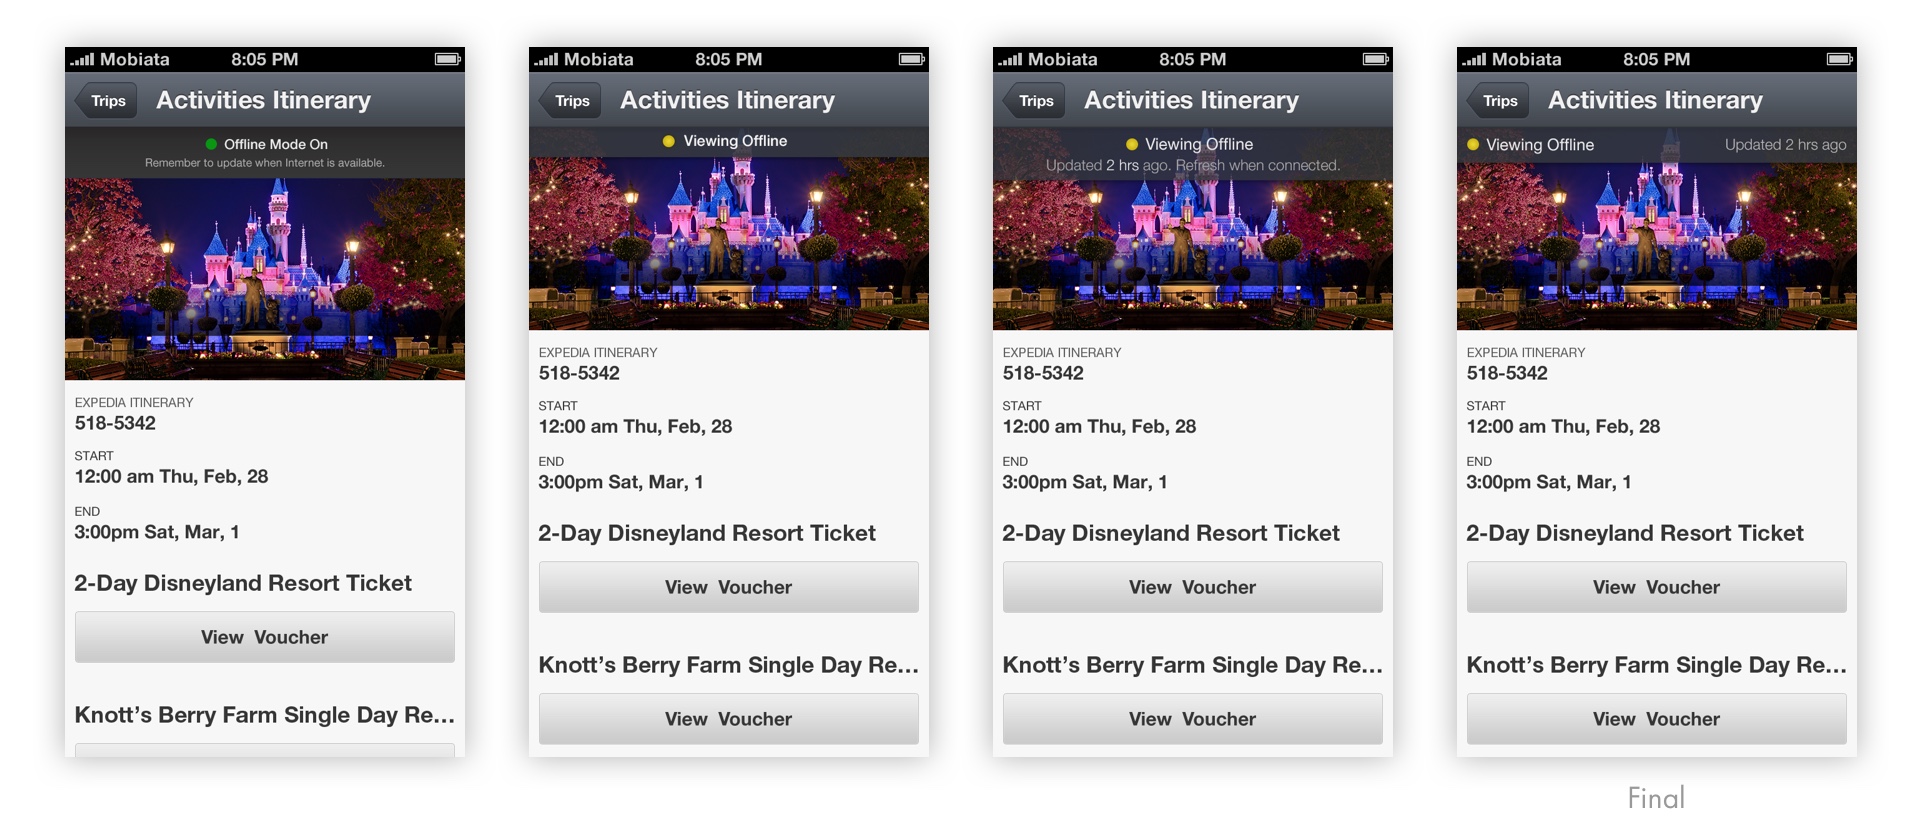 Mobiata 8:05 PM
Trips Activities Itinerary
Offline Mode On
Remember to update when Internet is available.
EXPEDIA ITINERARY
518-5342
START
12:00 am Thu, Feb, 28
END
3:00pm Sat, Mar, 1
2-Day Disneyland Resort Ticket
View Voucher
Knott’s Berry Farm Single Day Re...
Mobiata 8:05 PM
Trips Activities Itinerary
Viewing Offline
EXPEDIA ITINERARY
518-5342
START
12:00 am Thu, Feb, 28
END
3:00pm Sat, Mar, 1
2-Day Disneyland Resort Ticket
View Voucher
Knott’s Berry Farm Single Day Re...
View Voucher
Mobiata 8:05 PM
Trips Activities Itinerary
Viewing Offline
Updated 2 hrs ago. Refresh when connected.
EXPEDIA ITINERARY
518-5342
START
12:00 am Thu, Feb, 28
END
3:00pm Sat, Mar, 1
2-Day Disneyland Resort Ticket
View Voucher
Knott’s Berry Farm Single Day Re...
View Voucher
Mobiata 8:05 PM
Trips Activities Itinerary
Viewing Offline Updated 2 hrs ago
EXPEDIA ITINERARY
518-5342
START
12:00 am Thu, Feb, 28
END
3:00pm Sat, Mar, 1
2-Day Disneyland Resort Ticket
View Voucher
Knott’s Berry Farm Single Day Re...
View Voucher
Final